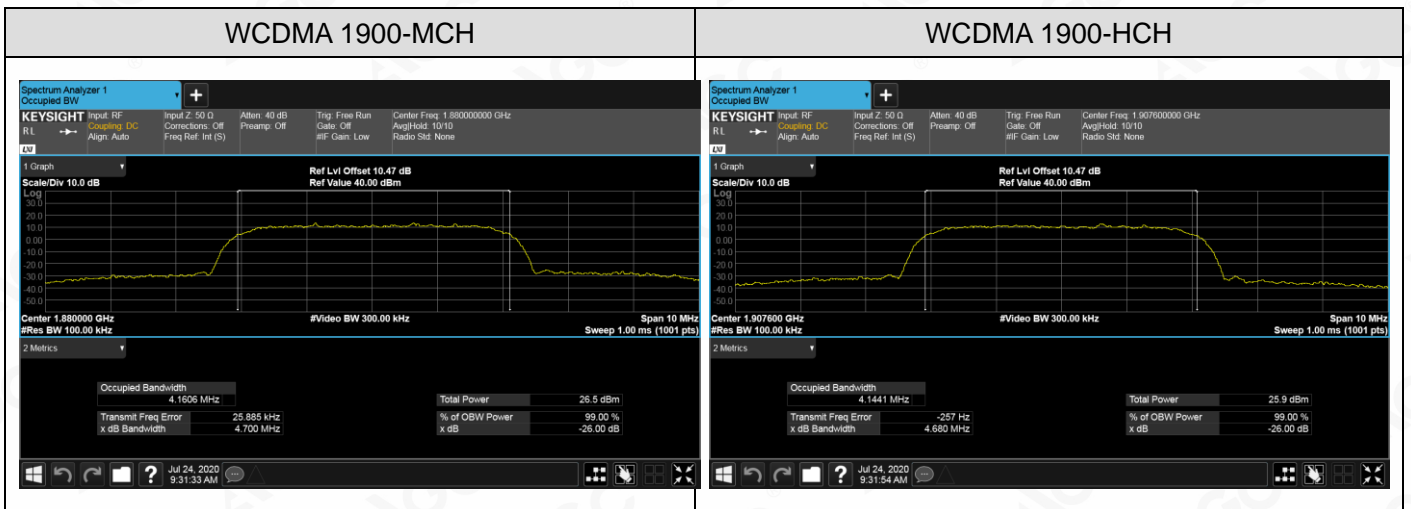 WCDMA 1900-MCH
Spectrum Analyzer 1
Occupied BW
KEYSIGHT
R L
LXI
Input: RF
Coupling: DC
Align: Auto
Input Z: 50 Ω
Corrections: Off
Freq Ref: Int (S)
Atten: 40 dB
Preamp: Off
Trig: Free Run
Gate: Off
#IF Gain: Low
Center Freq: 1.880000000 GHz
Avg|Hold: 10/10
Radio Std: None
1 Graph
Scale/Div 10.0 dB
Ref Lvl Offset 10.47 dB
Ref Value 40.00 dBm
Log
30.0
20.0
10.0
0.00
-10.0
-20.0
-30.0
-40.0
-50.0
Center 1.880000 GHz
#Res BW 100.00 kHz
#Video BW 300.00 kHz
Span 10 MHz
Sweep 1.00 ms (1001 pts)
2 Metrics
Occupied Bandwidth
4.1606 MHz
Total Power 26.5 dBm
Transmit Freq Error 25.885 kHz
% of OBW Power 99.00 %
x dB Bandwidth 4.700 MHz
x dB -26.00 dB
Jul 24, 2020
9:31:33 AM
WCDMA 1900-HCH
Spectrum Analyzer 1
Occupied BW
KEYSIGHT
R L
LXI
Input: RF
Coupling: DC
Align: Auto
Input Z: 50 Ω
Corrections: Off
Freq Ref: Int (S)
Atten: 40 dB
Preamp: Off
Trig: Free Run
Gate: Off
#IF Gain: Low
Center Freq: 1.907600000 GHz
Avg|Hold: 10/10
Radio Std: None
1 Graph
Scale/Div 10.0 dB
Ref Lvl Offset 10.47 dB
Ref Value 40.00 dBm
Log
30.0
20.0
10.0
0.00
-10.0
-20.0
-30.0
-40.0
-50.0
Center 1.907600 GHz
#Res BW 100.00 kHz
#Video BW 300.00 kHz
Span 10 MHz
Sweep 1.00 ms (1001 pts)
2 Metrics
Occupied Bandwidth
4.1441 MHz
Total Power 25.9 dBm
Transmit Freq Error -257 Hz
% of OBW Power 99.00 %
x dB Bandwidth 4.680 MHz
x dB -26.00 dB
Jul 24, 2020
9:31:54 AM